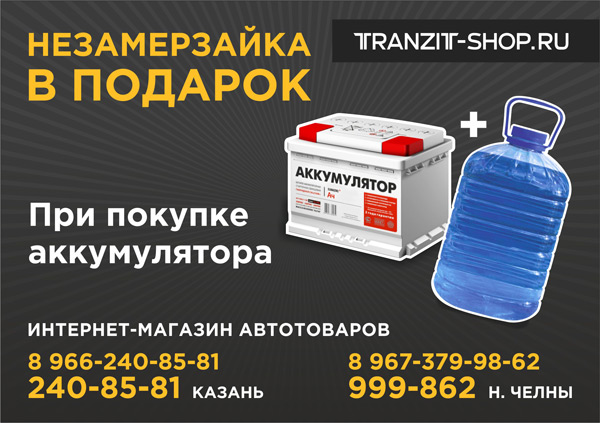 НЕЗАМЕРЗАЙКА
В ПОДАРОК
TRANZIT-SHOP.RU
+
АККУМУЛЯТОР
Ач
При покупке
аккумулятора
ИНТЕРНЕТ-МАГАЗИН АВТОТОВАРОВ
8 966-240-85-81
240-85-81 КАЗАНЬ
8 967-379-98-62
999-862 Н. ЧЕЛНЫ